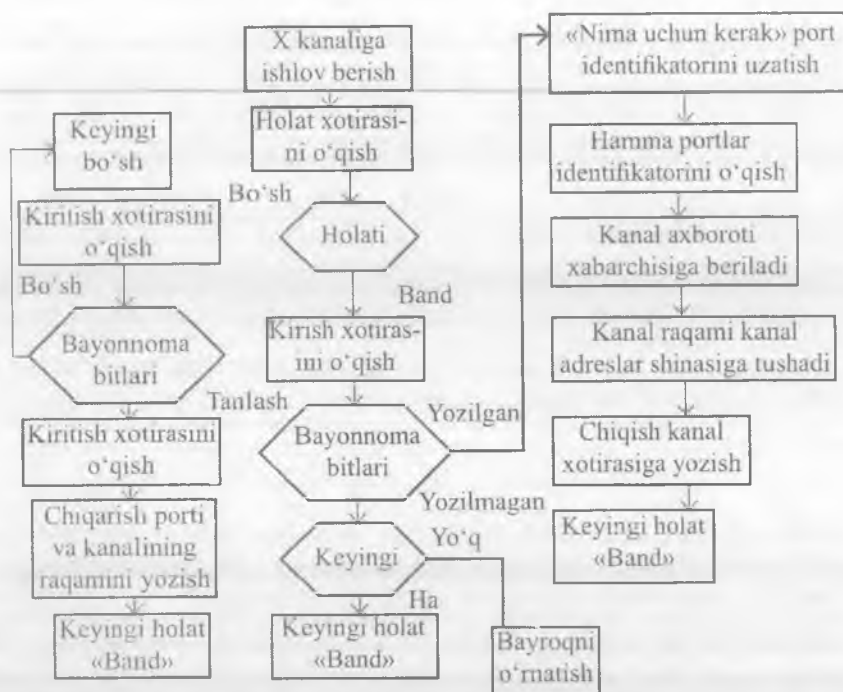 X kanaliga
ishlov berish
Holat xotirasi-
ni o‘qish
Bo‘sh
Holati
Band
Kirish xotiras-
ini o‘qish
Bayonnoma
bitlari
Yozilgan
Yozilmagan
Keyingi
Yo‘q
Ha
Keyingi holat
«Band»
Bayroqni
o‘rnatish
Keyingi
bo‘sh
Kiritish xotirasini
o‘qish
Bo‘sh
Bayonnoma
bitlari
Tanlash
Kiritish xotirasini
o‘qish
Chiqarish porti
va kanalining
raqamini yozish
Keyingi holat
«Band»
«Nima uchun kerak» port
identifikatorini uzatish
Hamma portlar
identifikatorini o‘qish
Kanal axboroti
xabarchisiga beriladi
Kanal raqami kanal
adreslar shinasiga tushadi
Chiqish kanal
xotirasiga yozish
Keyingi holat
«Band»